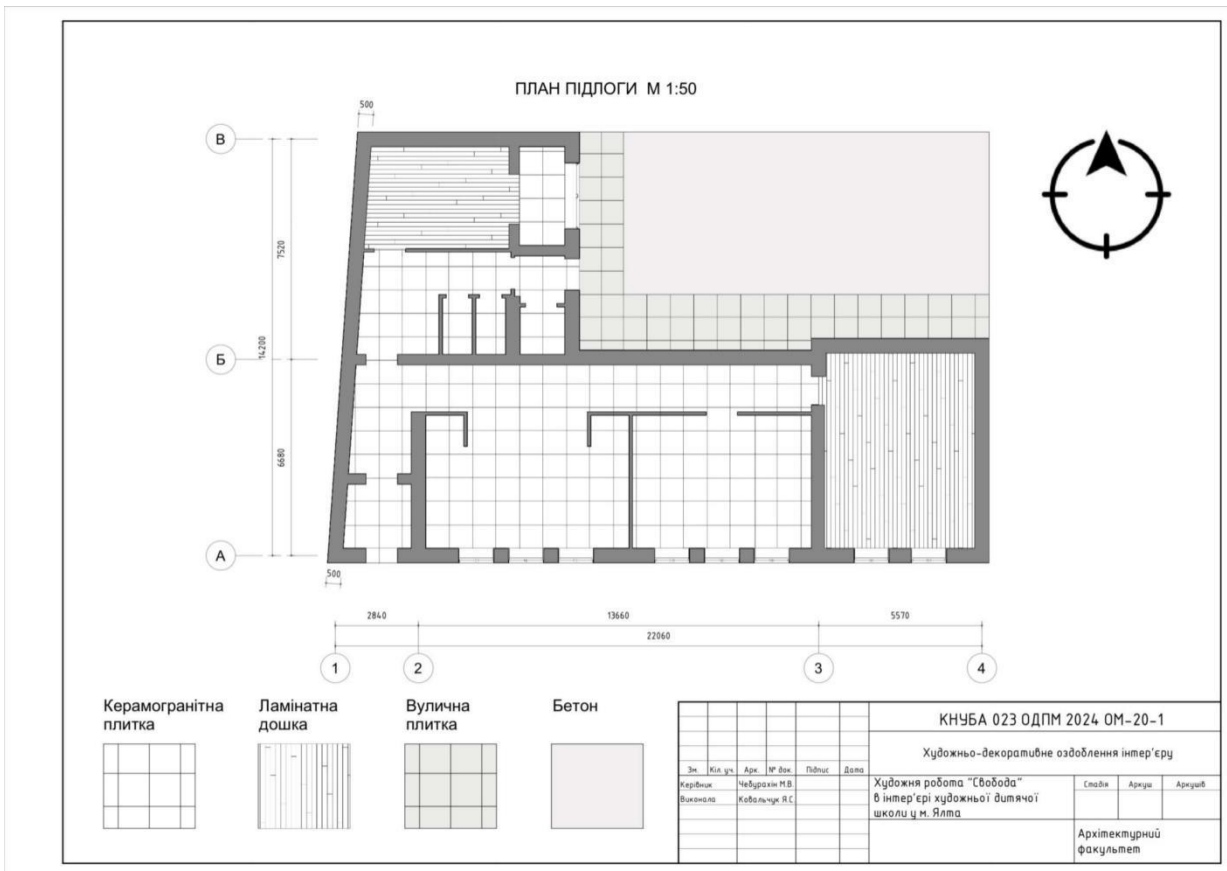 ПЛАН ПІДЛОГИ М 1:50
500
В
7520
14200
Б
6680
А
500
2840
13660
5570
22060
1
2
3
4
Керамогранітна
плитка
Ламінатна
дошка
Вулична
плитка
Бетон
КНУБА 023 ОДПМ 2024 ОМ-20-1
Художньо-декоративне оздоблення інтер'єру
Зм. Кіл. уч. Арк. № док. Підпис Дата
Керівник Чебурахін М.В.
Виконала Ковальчук Я.С.
Художня робота "Свобода"
в інтер'єрі художньої дитячої
школи у м. Ялта
Стадія Аркуш Аркушів
Архітектурний
факультет